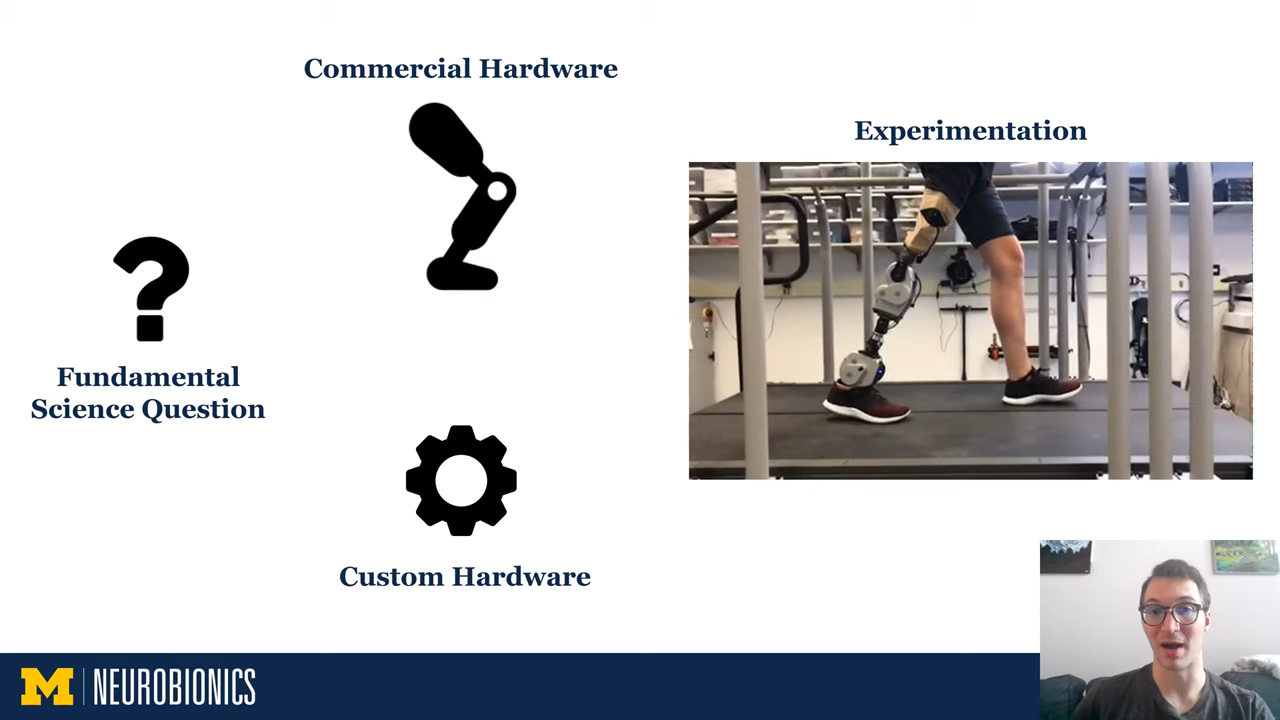 Commercial Hardware
Experimentation
Fundamental
Science Question
Custom Hardware
M NEUROBIONICS